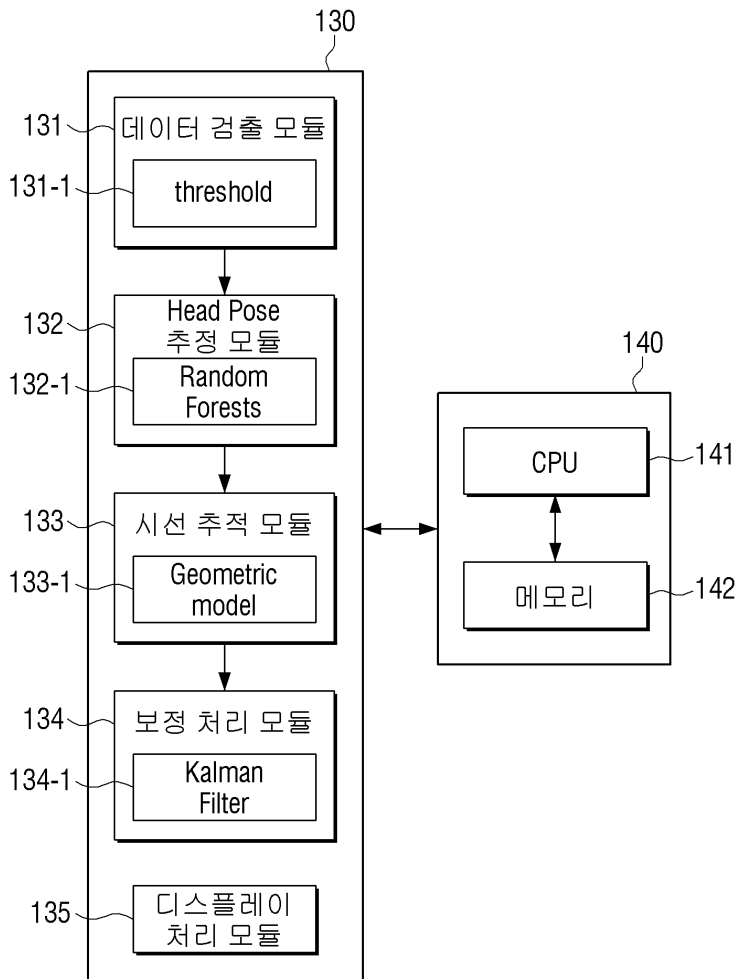 130
131
데이터 검출 모듈
131-1
threshold
132
Head Pose
추정 모듈
132-1
Random
Forests
133
시선 추적 모듈
133-1
Geometric
model
134
보정 처리 모듈
134-1
Kalman
Filter
135
디스플레이
처리 모듈
140
CPU
141
메모리
142